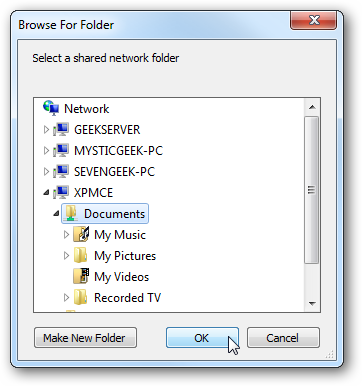 Browse For Folder
Select a shared network folder
Network
GEEKSERVER
MYSTICGEEK-PC
SEVENGEEK-PC
XPMCE
Documents
My Music
My Pictures
My Videos
Recorded TV
Make New Folder OK Cancel